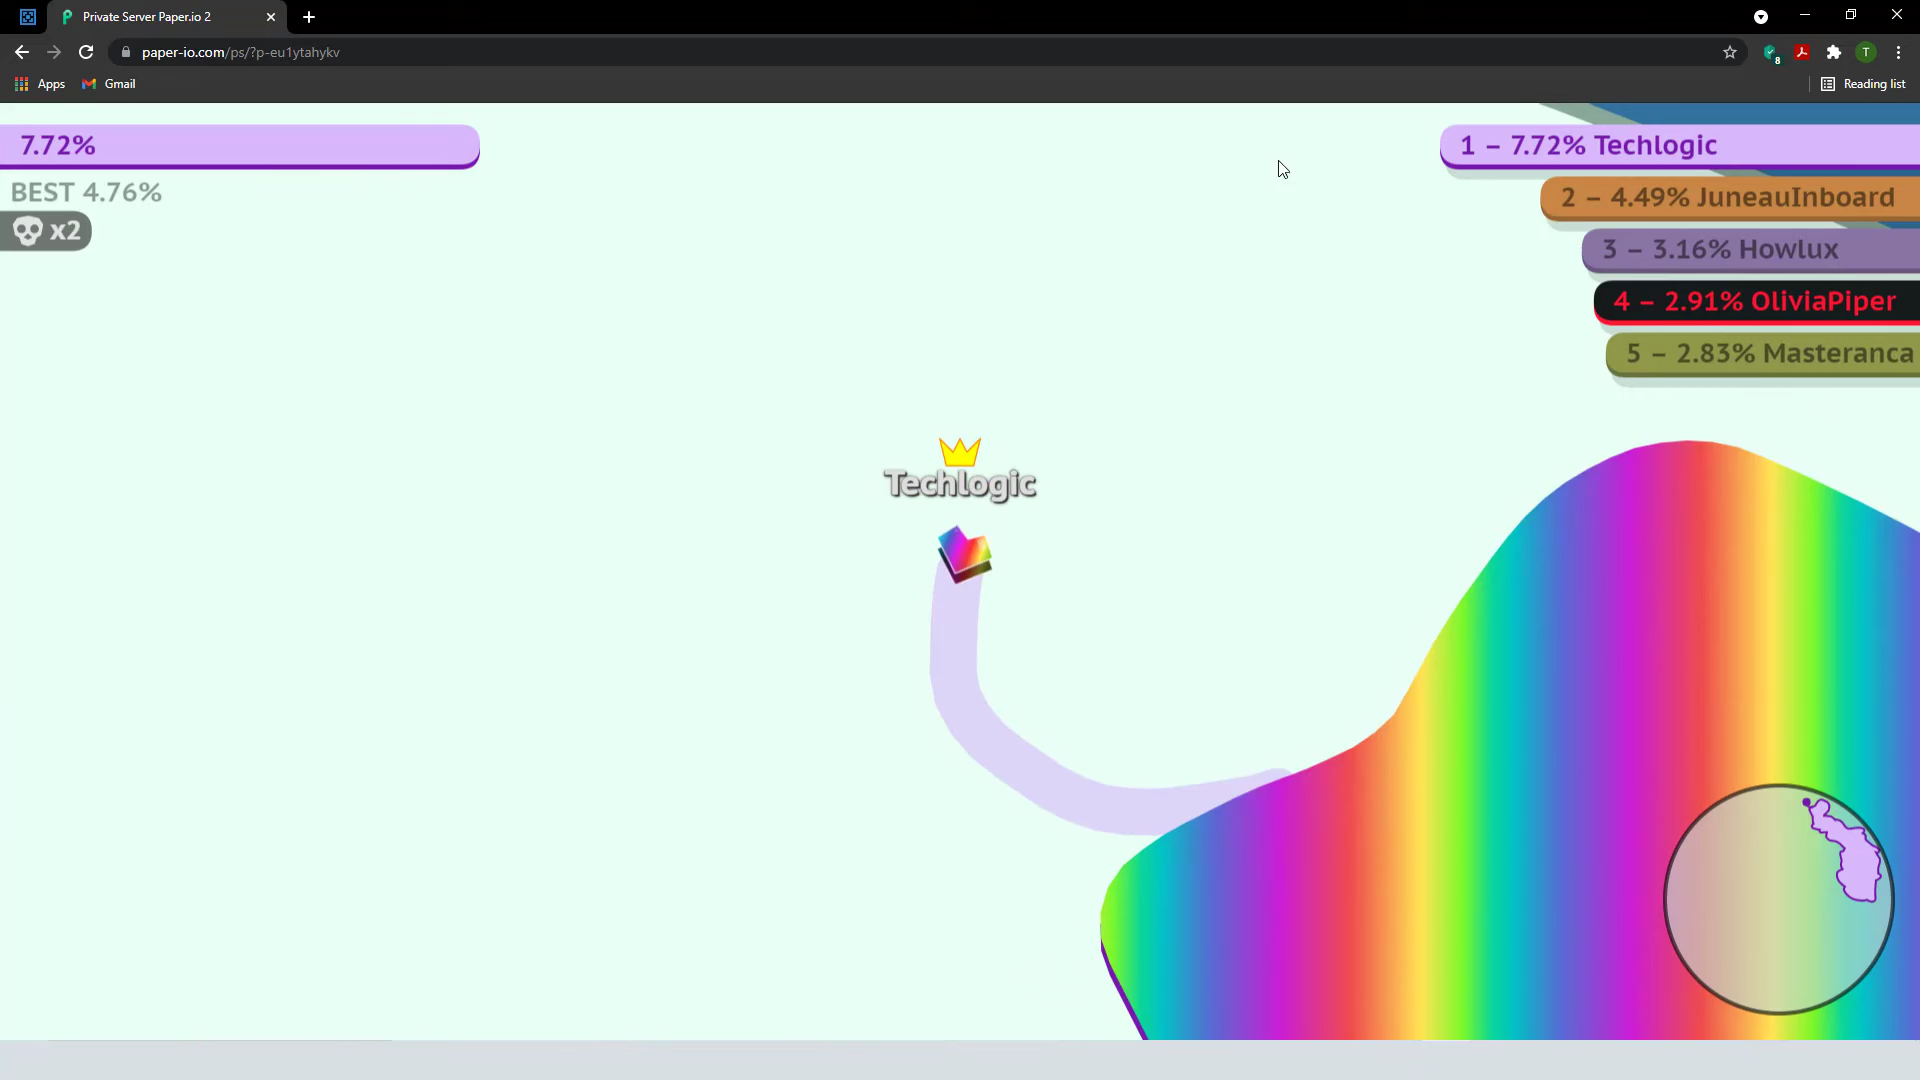 Private Server Paper.io 2
paper-io.com/ps/?p-eu1ytahykv
8
T
Apps
Gmail
Reading list
7.72%
BEST 4.76%
x2
1 – 7.72% Techlogic
2 – 4.49% JuneauInboard
3 – 3.16% Howlux
4 – 2.91% OliviaPiper
5 – 2.83% Masteranca
Techlogic